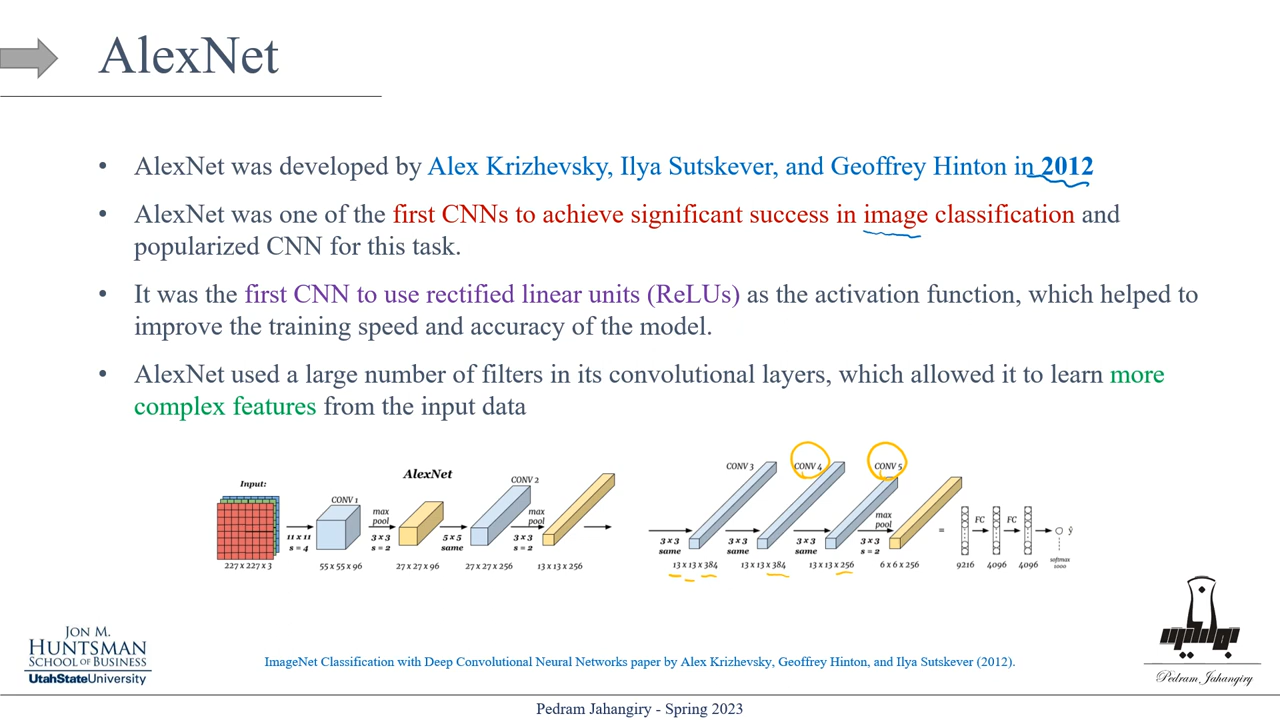 AlexNet
• AlexNet was developed by Alex Krizhevsky, Ilya Sutskever, and Geoffrey Hinton in 2012
• AlexNet was one of the first CNNs to achieve significant success in image classification and
popularized CNN for this task.
• It was the first CNN to use rectified linear units (ReLUs) as the activation function, which helped to
improve the training speed and accuracy of the model.
• AlexNet used a large number of filters in its convolutional layers, which allowed it to learn more
complex features from the input data
AlexNet
Input:
227 x 227 x 3
11 x 11
s = 4
CONV 1
55 x 55 x 96
max
pool
3 x 3
s = 2
27 x 27 x 96
5 x 5
same
CONV 2
27 x 27 x 256
max
pool
3 x 3
s = 2
13 x 13 x 256
3 x 3
same
CONV 3
13 x 13 x 384
3 x 3
same
CONV 4
13 x 13 x 384
3 x 3
same
CONV 5
13 x 13 x 256
max
pool
3 x 3
s = 2
6 x 6 x 256
=
9216
FC
4096
FC
4096
ŷ
softmax
1000
JON M.
HUNTSMAN
SCHOOL OF BUSINESS
UtahStateUniversity
ImageNet Classification with Deep Convolutional Neural Networks paper by Alex Krizhevsky, Geoffrey Hinton, and Ilya Sutskever (2012).
Pedram Jahangiry
Pedram Jahangiry - Spring 2023